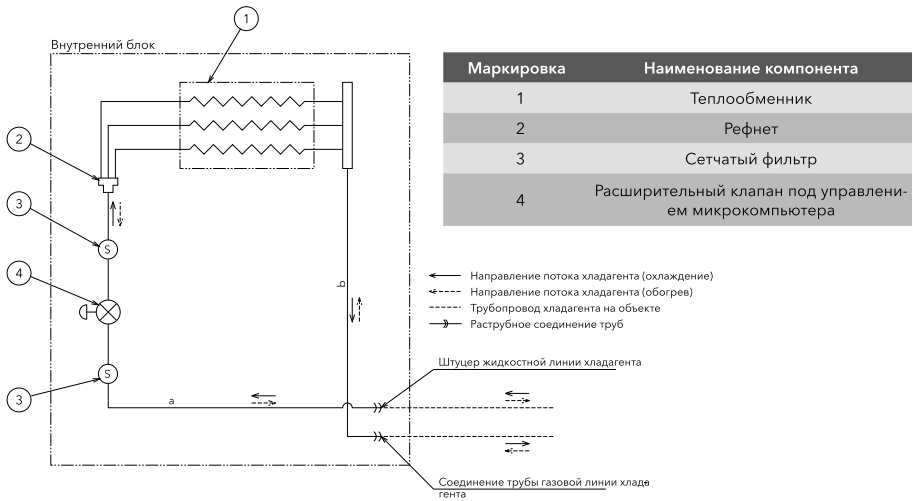 1
Внутренний блок
2
3
S
4
3
S
a
b
Маркировка Наименование компонента
1 Теплообменник
2 Рефнет
3 Сетчатый фильтр
4 Расширительный клапан под управлени-
ем микрокомпьютера
Направление потока хладагента (охлаждение)
Направление потока хладагента (обогрев)
Трубопровод хладагента на объекте
Раструбное соединение труб
Штуцер жидкостной линии хладагента
Соединение трубы газовой линии хлада-
гента